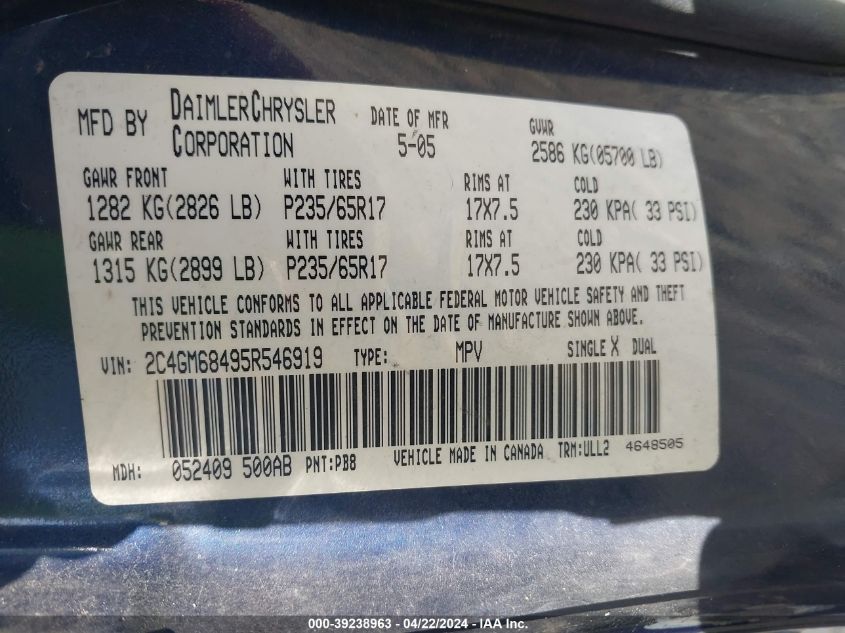 MFD BY DAIMLERCHRYSLER CORPORATION DATE OF MFR 5-05 GVWR 2586 KG(05700 LB)
GAWR FRONT WITH TIRES RIMS AT COLD
1282 KG(2826 LB) P235/65R17 17X7.5 230 KPA( 33 PSI)
GAWR REAR WITH TIRES RIMS AT COLD
1315 KG(2899 LB) P235/65R17 17X7.5 230 KPA( 33 PSI)
THIS VEHICLE CONFORMS TO ALL APPLICABLE FEDERAL MOTOR VEHICLE SAFETY AND THEFT
PREVENTION STANDARDS IN EFFECT ON THE DATE OF MANUFACTURE SHOWN ABOVE.
VIN: 2C4GM68495R546919 TYPE: MPV SINGLE X DUAL
MDH: 052409 500AB PNT:PB8 VEHICLE MADE IN CANADA TRM:ULL2 4648505
000-39238963 - 04/22/2024 - Copyright © 2024 - IAA, Inc.